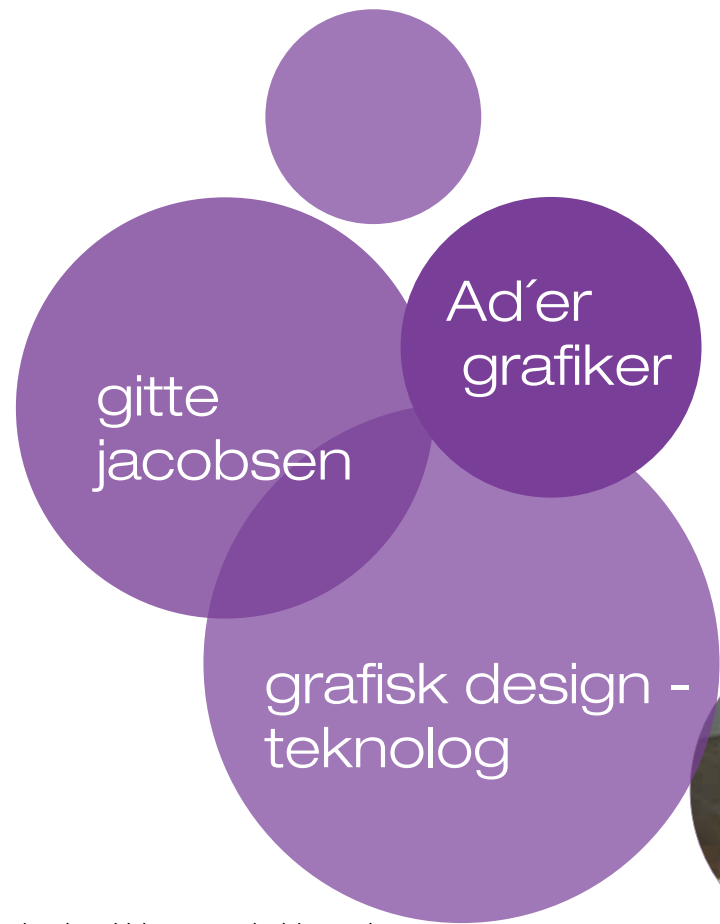 Ad´er
grafiker
gitte
jacobsen
grafisk design -
teknolog